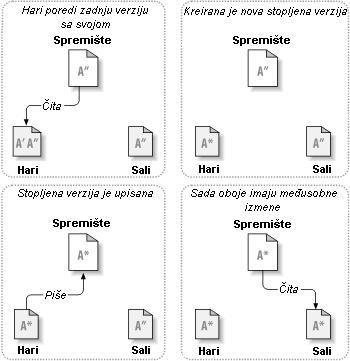 Hari poredi zadnju verziju
sa svojom
Spremište
A"
Čita
A' A"
A"
Hari
Sali
Kreirana je nova stopljena verzija
Spremište
A"
A*
A"
Hari
Sali
Stopljena verzija je upisana
Spremište
A*
Piše
A*
A"
Hari
Sali
Sada oboje imaju međusobne
izmene
Spremište
A*
Čita
A*
A*
Hari
Sali